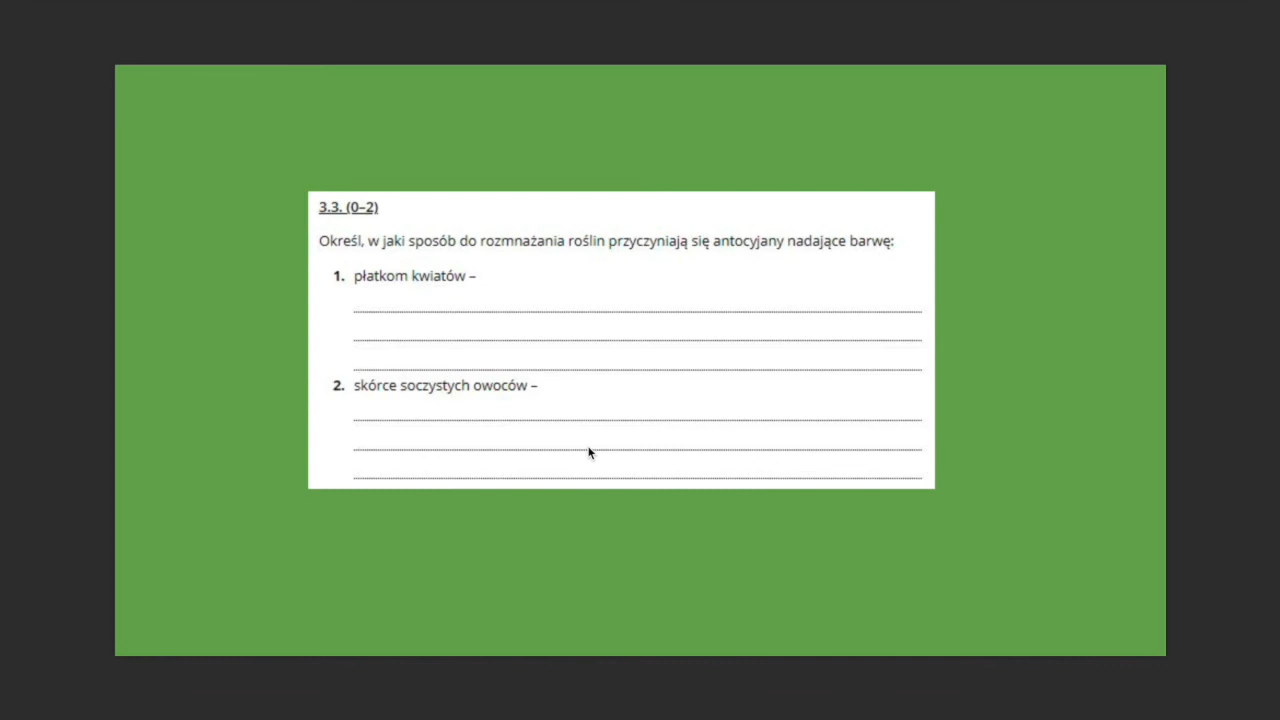 3.3. (0–2)
Określ, w jaki sposób do rozmnażania roślin przyczyniają się antocyjany nadające barwę:
1. płatkom kwiatów –
2. skórce soczystych owoców –